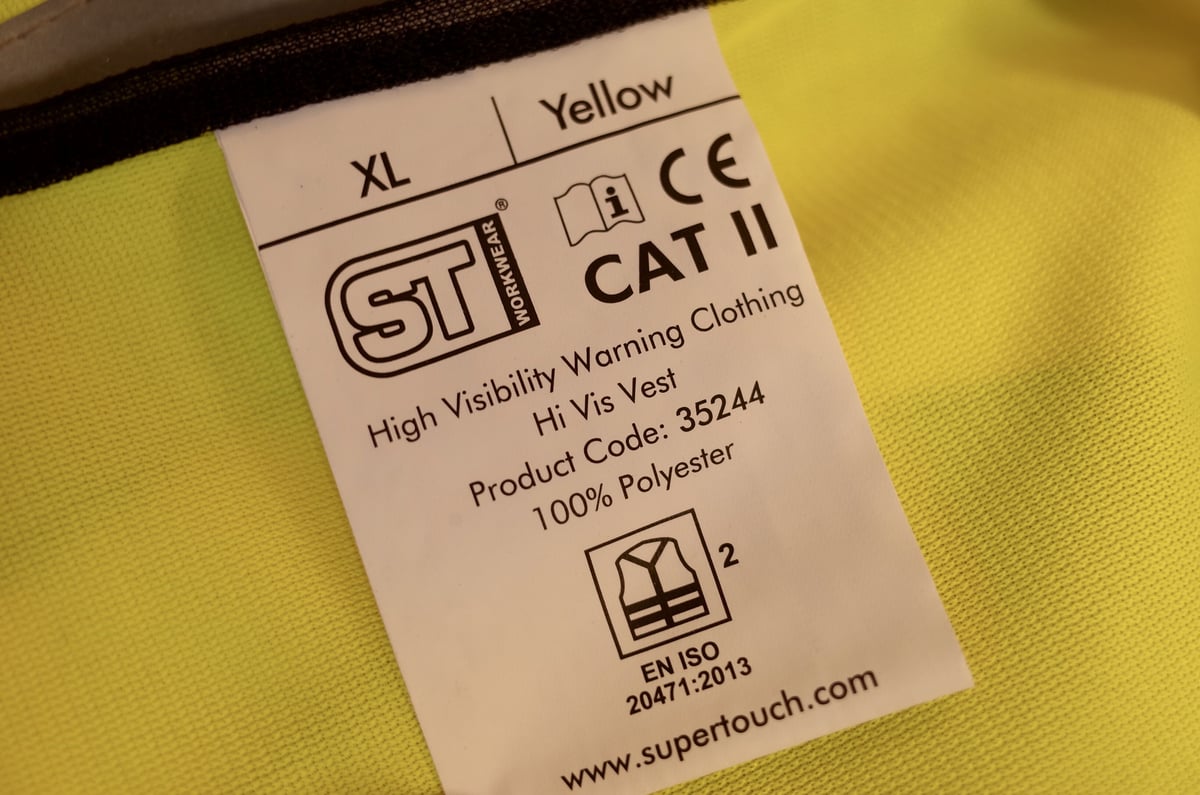 XL
Yellow
ST WORKWEAR®
i
CE
CAT II
High Visibility Warning Clothing
Hi Vis Vest
Product Code: 35244
100% Polyester
2
EN ISO
20471:2013
www.supertouch.com